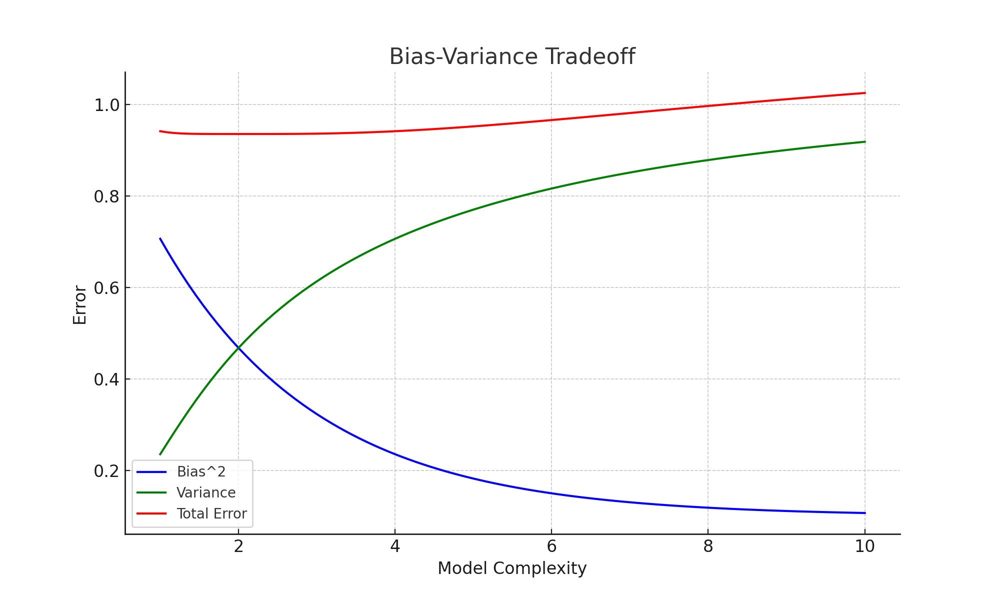 Bias-Variance Tradeoff
1.0
0.8
0.6
0.4
0.2
Error
Bias^2
Variance
Total Error
2 4 6 8 10
Model Complexity